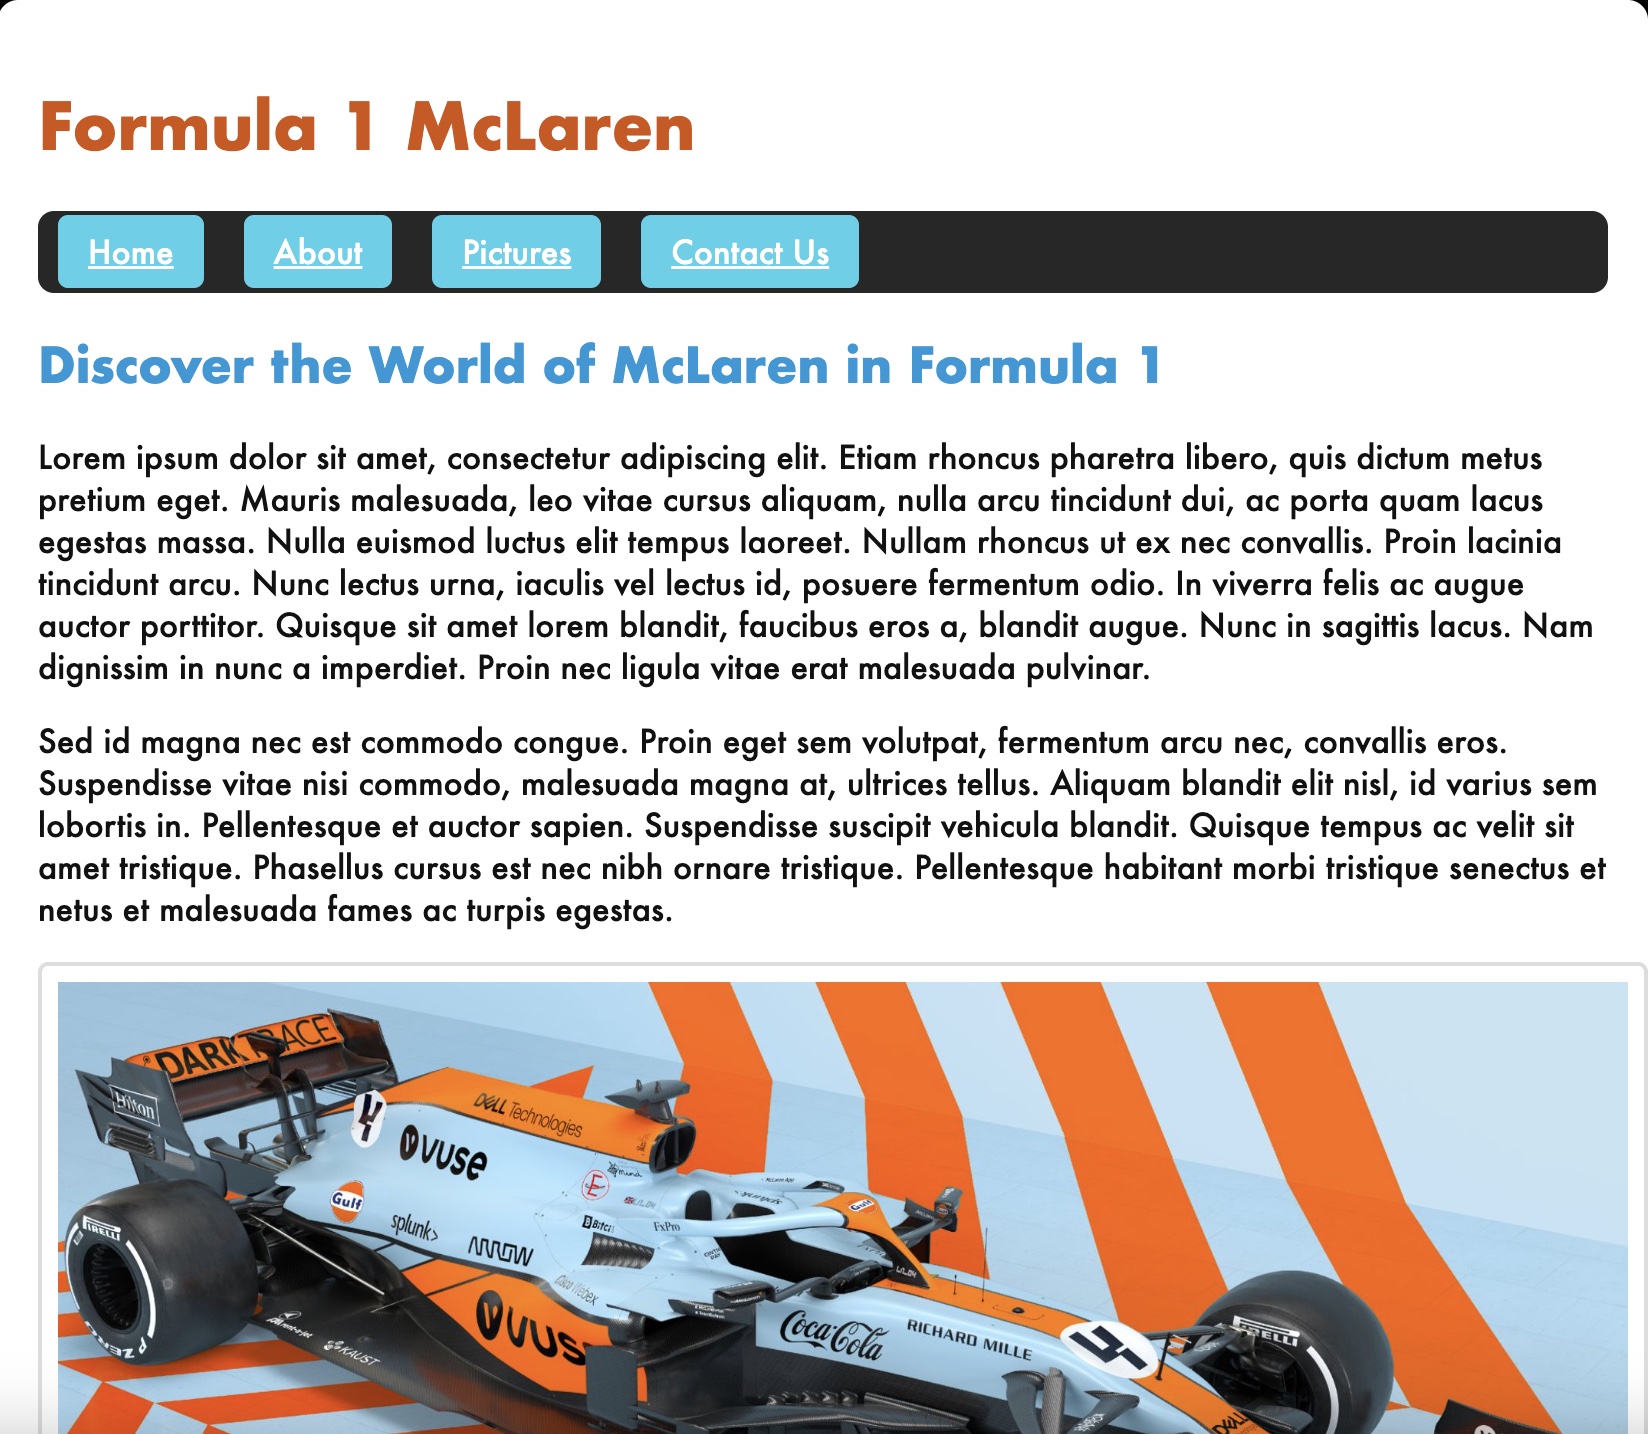 Formula 1 McLaren
Home About Pictures Contact Us
Discover the World of McLaren in Formula 1
Lorem ipsum dolor sit amet, consectetur adipiscing elit. Etiam rhoncus pharetra libero, quis dictum metus
pretium eget. Mauris malesuada, leo vitae cursus aliquam, nulla arcu tincidunt dui, ac porta quam lacus
egestas massa. Nulla euismod luctus elit tempus laoreet. Nullam rhoncus ut ex nec convallis. Proin lacinia
tincidunt arcu. Nunc lectus urna, iaculis vel lectus id, posuere fermentum odio. In viverra felis ac augue
auctor porttitor. Quisque sit amet lorem blandit, faucibus eros a, blandit augue. Nunc in sagittis lacus. Nam
dignissim in nunc a imperdiet. Proin nec ligula vitae erat malesuada pulvinar.
Sed id magna nec est commodo congue. Proin eget sem volutpat, fermentum arcu nec, convallis eros.
Suspendisse vitae nisi commodo, malesuada magna at, ultrices tellus. Aliquam blandit elit nisl, id varius sem
lobortis in. Pellentesque et auctor sapien. Suspendisse suscipit vehicula blandit. Quisque tempus ac velit sit
amet tristique. Phasellus cursus est nec nibh ornare tristique. Pellentesque habitant morbi tristique senectus et
netus et malesuada fames ac turpis egestas.
DARKTRACE
Hilton
4
DELL Technologies
vuse
Gulf
splunk>
ARROW
FxPro
Gulf
PIRELLI
P ZERO
Cisco Webex
vuse
KAUST
Coca-Cola
RICHARD MILLE
4
PIRELLI
DELL